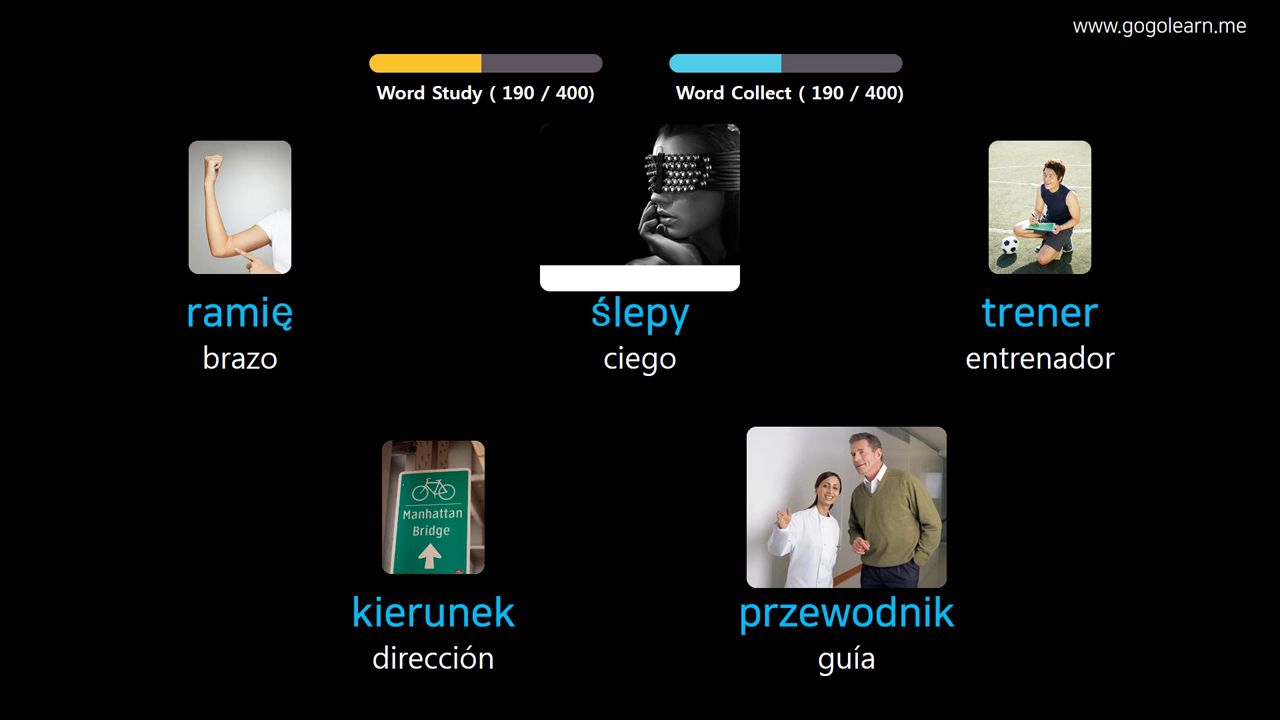 www.gogolearn.me
Word Study ( 190 / 400)
Word Collect ( 190 / 400)
ramię
brazo
ślepy
ciego
trener
entrenador
Manhattan
Bridge
kierunek
dirección
przewodnik
guía